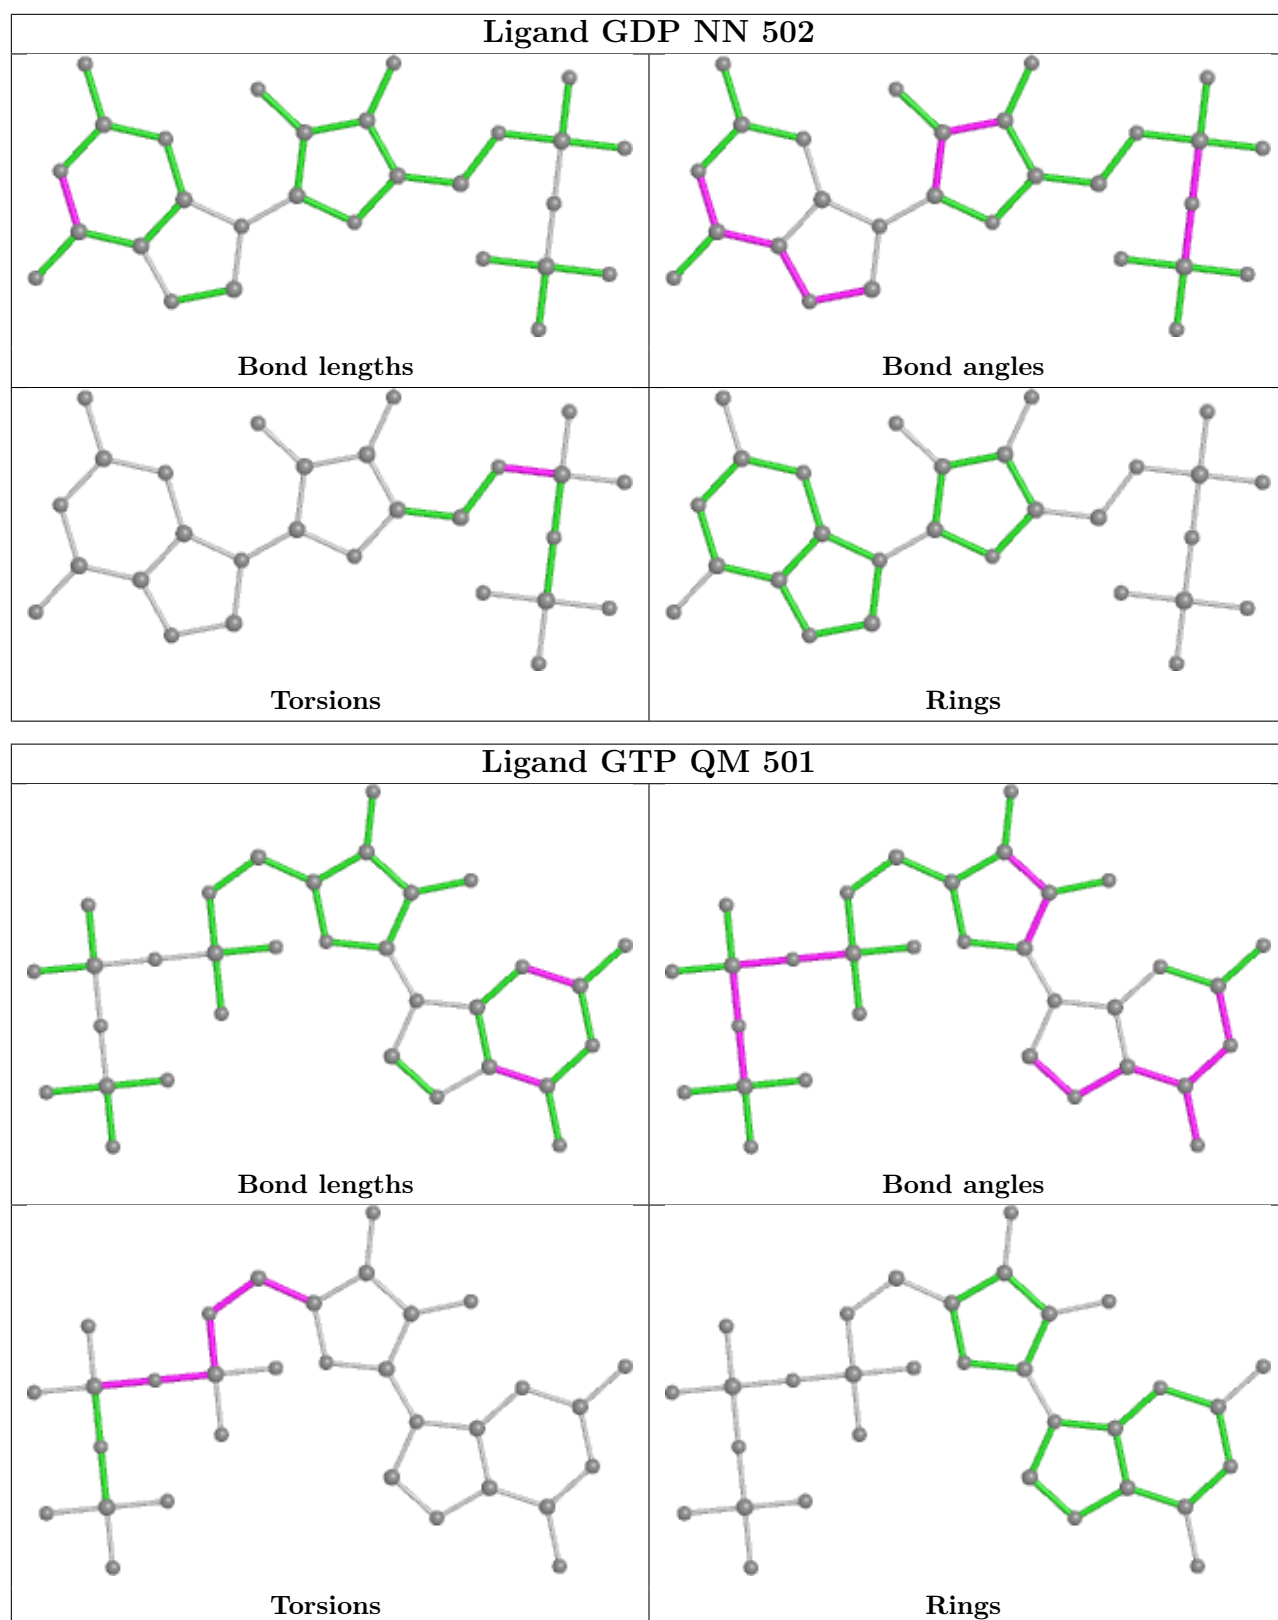 Ligand GDP NN 502
Bond lengths
Bond angles
Torsions
Rings
Ligand GTP QM 501
Bond lengths
Bond angles
Torsions
Rings